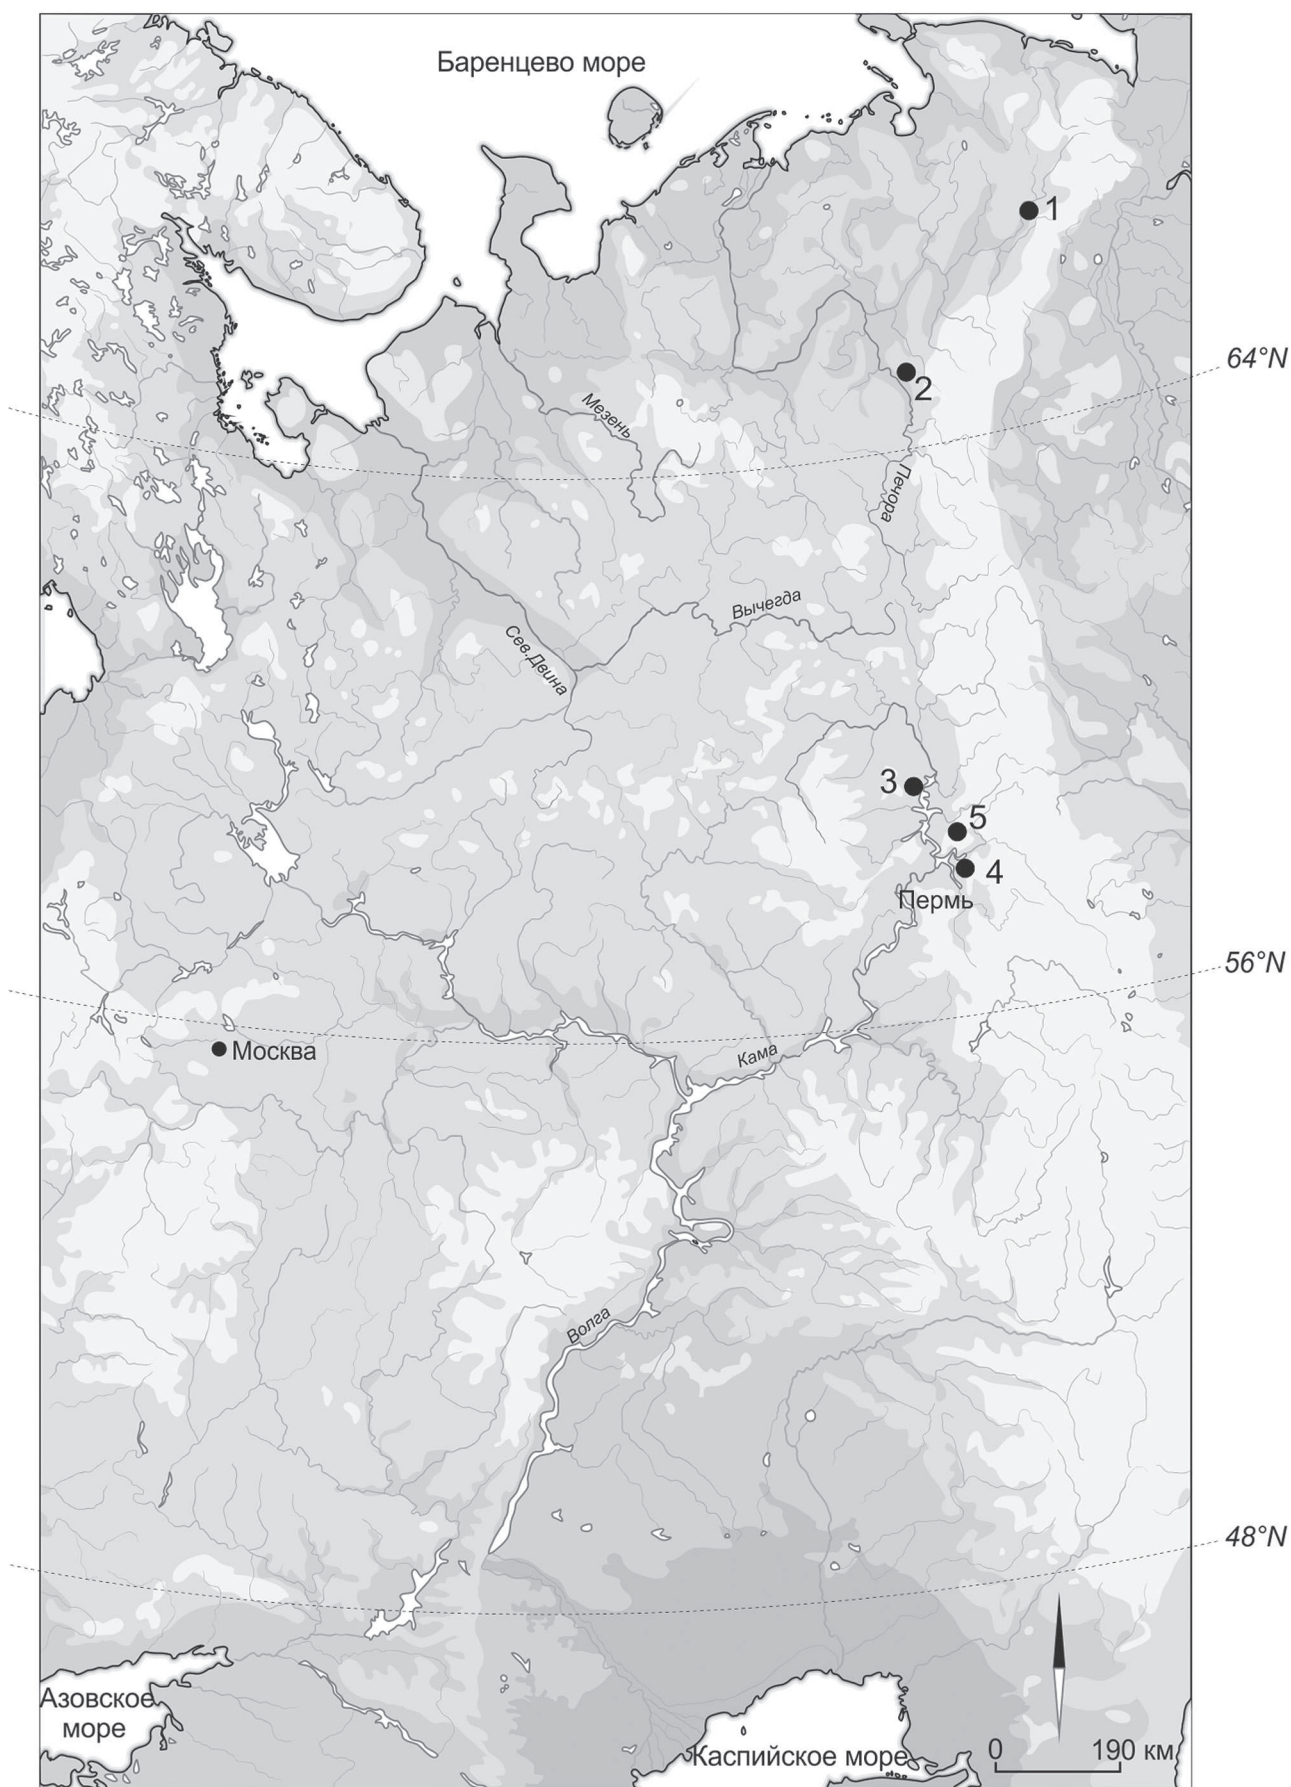 Баренцево море
1
64°N
2
Мезень
Печора
Вычегда
Сев.Двина
3
5
4
Пермь
56°N
Москва
Кама
Волга
48°N
Азовское
море
Каспийское море
0 190 км